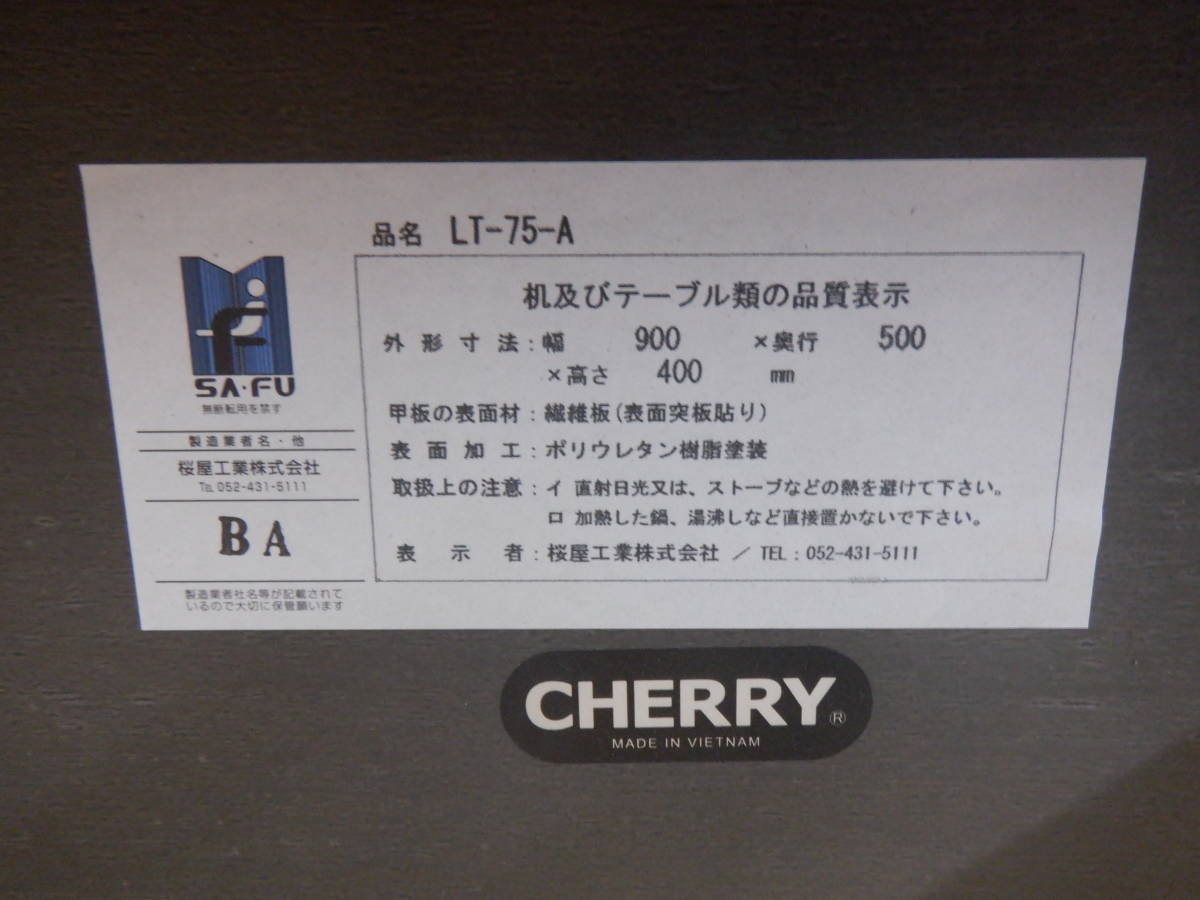 品名 LT-75-A
SA・FU
無断転用を禁ず
製造業者名・他
桜屋工業株式会社
TEL 052-431-5111
BA
製造業者社名等が記載されて
いるので大切に保管願います
机及びテーブル類の品質表示
外形寸法：幅 900 ×奥行 500
×高さ 400 mm
甲板の表面材：繊維板(表面突板貼り)
表面加工：ポリウレタン樹脂塗装
取扱上の注意：イ 直射日光又は、ストーブなどの熱を避けて下さい。
ロ 加熱した鍋、湯沸しなど直接置かないで下さい。
表示者：桜屋工業株式会社 ／ TEL：052-431-5111
CHERRY®
MADE IN VIETNAM